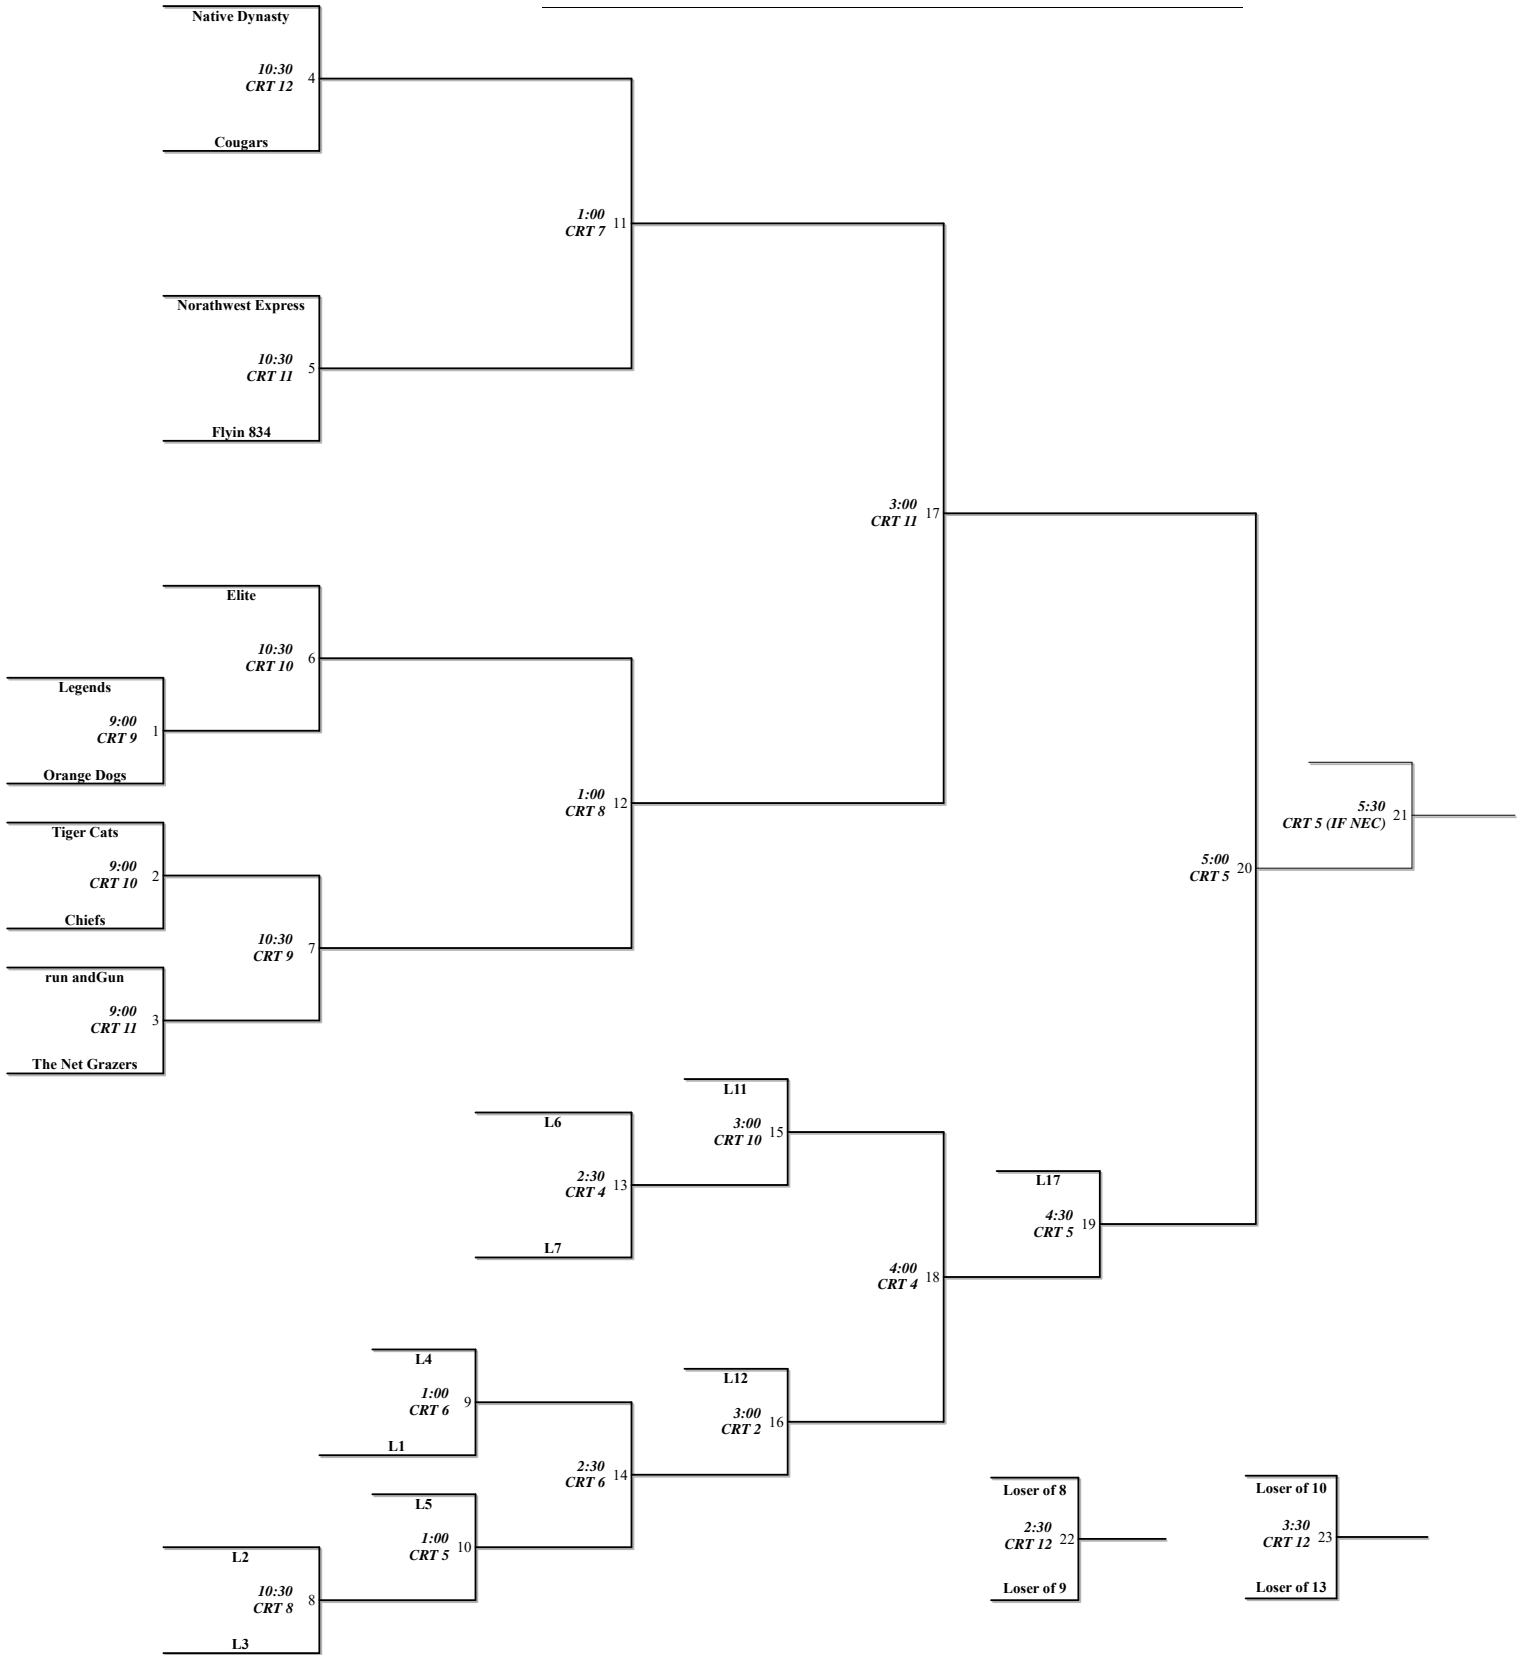 Native Dynasty
10:30
CRT 12
4
Cougars
1:00
CRT 7
11
Norathwest Express
10:30
CRT 11
5
Flyin 834
3:00
CRT 11
17
Elite
10:30
CRT 10
6
Legends
9:00
CRT 9
1
Orange Dogs
1:00
CRT 8
12
Tiger Cats
9:00
CRT 10
2
Chiefs
10:30
CRT 9
7
run andGun
9:00
CRT 11
3
The Net Grazers
5:30
CRT 5 (IF NEC)
21
5:00
CRT 5
20
L11
3:00
CRT 10
15
L6
2:30
CRT 4
13
L7
L17
4:30
CRT 5
19
4:00
CRT 4
18
L4
1:00
CRT 6
9
L1
L12
3:00
CRT 2
16
2:30
CRT 6
14
L5
1:00
CRT 5
10
L2
10:30
CRT 8
8
L3
Loser of 8
2:30
CRT 12
22
Loser of 9
Loser of 10
3:30
CRT 12
23
Loser of 13